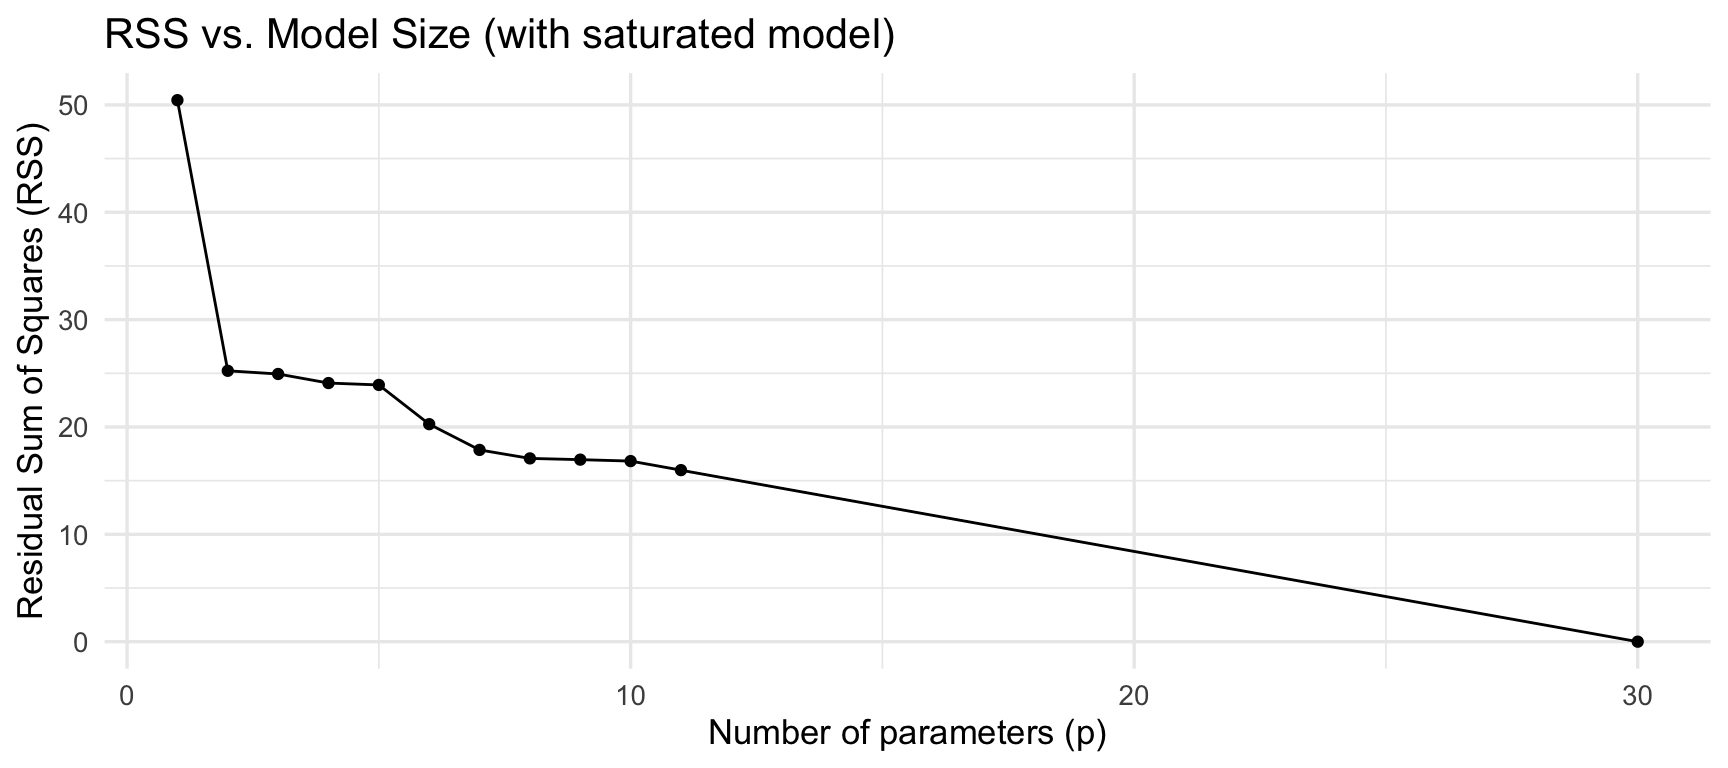 RSS vs. Model Size (with saturated model)
Residual Sum of Squares (RSS)
50
40
30
20
10
0
0 10 20 30
Number of parameters (p)